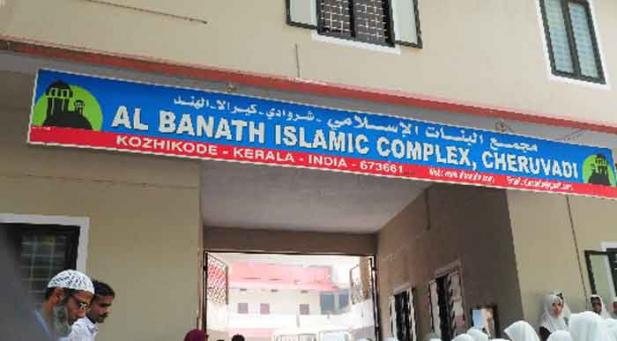 مجمع البنات الإسلامي - شروادي - كيرالا - الهند
AL BANATH ISLAMIC COMPLEX, CHERUVADI
KOZHIKODE - KERALA - INDIA - 673661